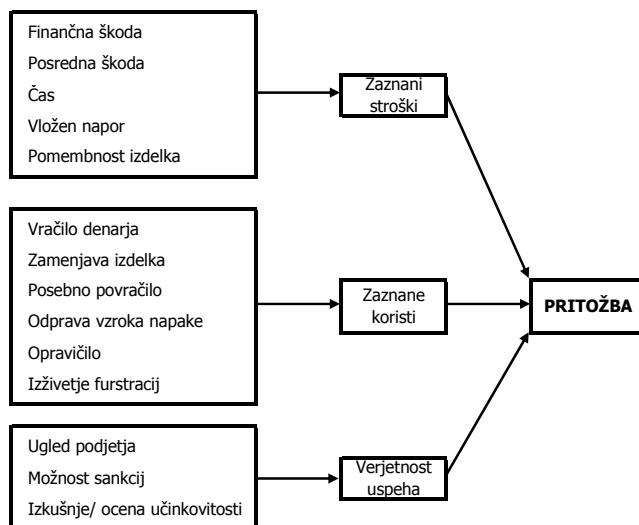 Finančna škoda
Posredna škoda
Čas
Vložen napor
Pomembnost izdelka
Zaznani
stroški
Vračilo denarja
Zamenjava izdelka
Posebno povračilo
Odprava vzroka napake
Opravičilo
Izživetje furstracij
Zaznane
koristi
PRITOŽBA
Ugled podjetja
Možnost sankcij
Izkušnje/ ocena učinkovitosti
Verjetnost
uspeha